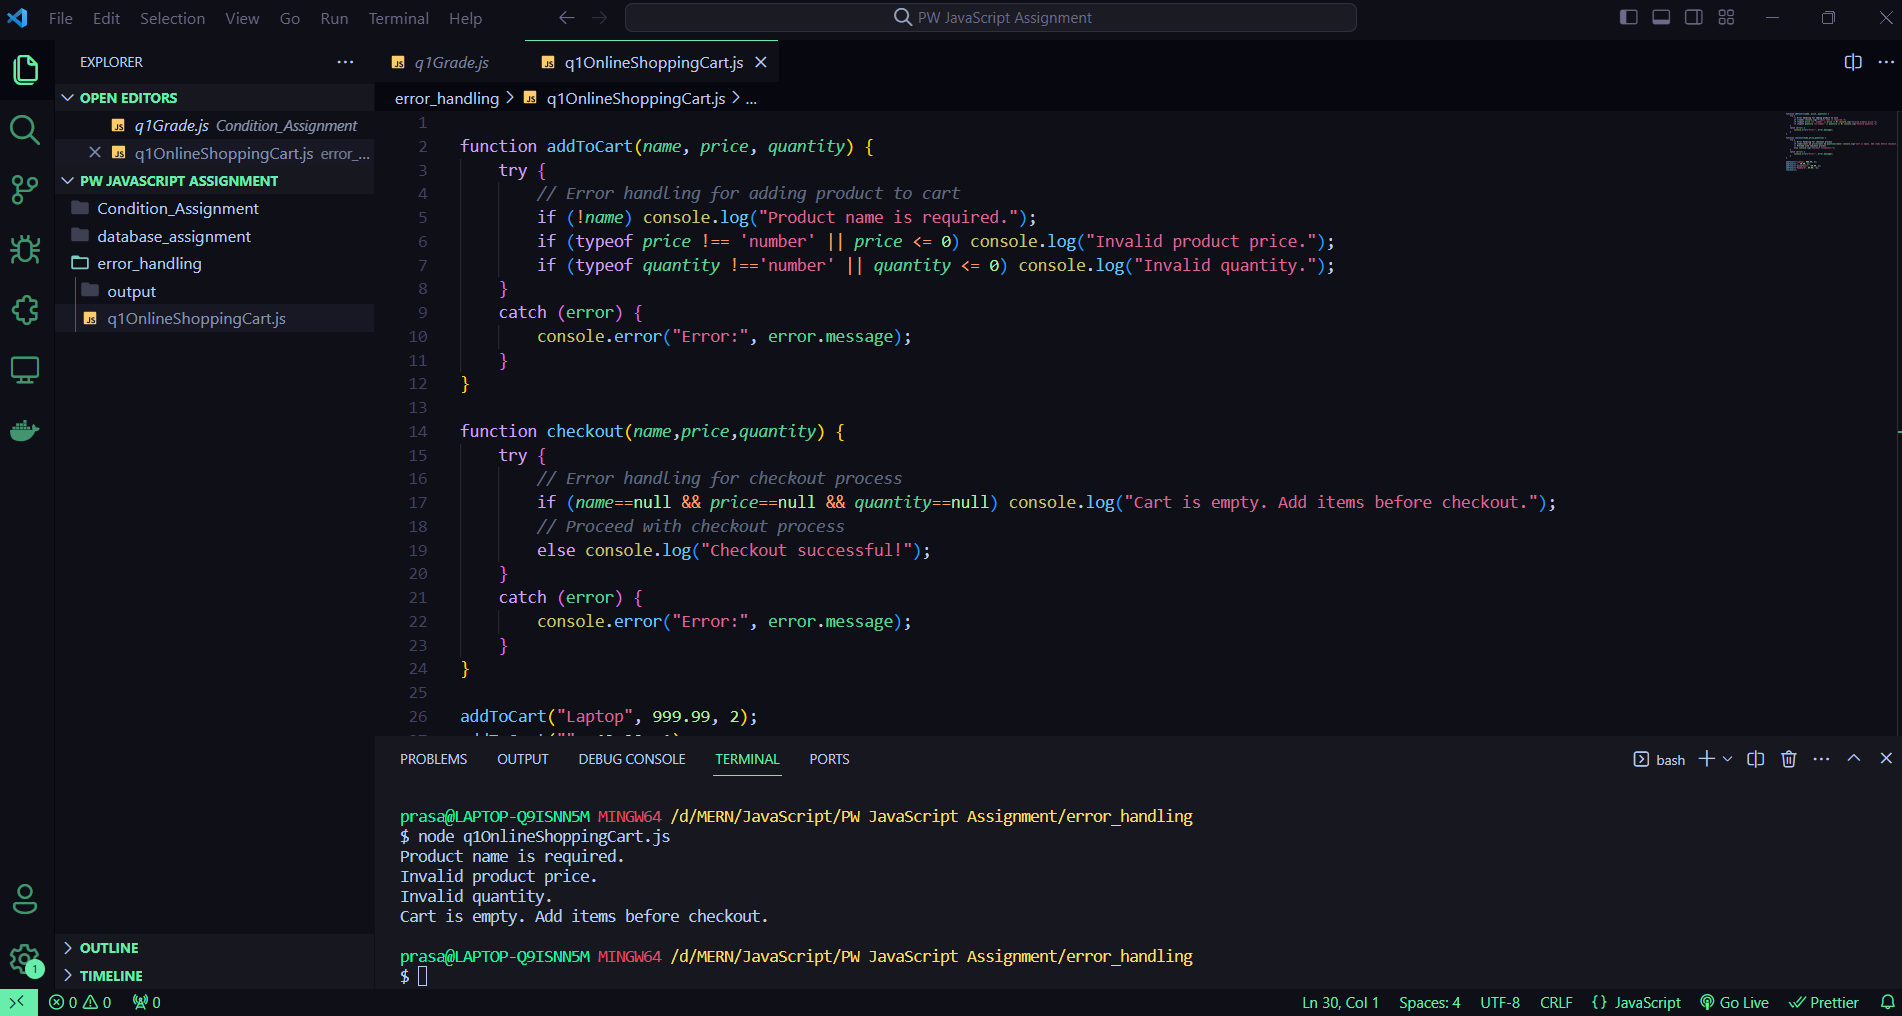 File Edit Selection View Go Run Terminal Help
PW JavaScript Assignment
EXPLORER
OPEN EDITORS
q1Grade.js Condition_Assignment
q1OnlineShoppingCart.js error_...
PW JAVASCRIPT ASSIGNMENT
Condition_Assignment
database_assignment
error_handling
output
q1OnlineShoppingCart.js
OUTLINE
TIMELINE
q1Grade.js
q1OnlineShoppingCart.js
error_handling > q1OnlineShoppingCart.js > ...
1
2 function addToCart(name, price, quantity) {
3 try {
4 // Error handling for adding product to cart
5 if (!name) console.log("Product name is required.");
6 if (typeof price !== 'number' || price <= 0) console.log("Invalid product price.");
7 if (typeof quantity !=='number' || quantity <= 0) console.log("Invalid quantity.");
8 }
9 catch (error) {
10 console.error("Error:", error.message);
11 }
12 }
13
14 function checkout(name,price,quantity) {
15 try {
16 // Error handling for checkout process
17 if (name==null && price==null && quantity==null) console.log("Cart is empty. Add items before checkout.");
18 // Proceed with checkout process
19 else console.log("Checkout successful!");
20 }
21 catch (error) {
22 console.error("Error:", error.message);
23 }
24 }
25
26 addToCart("Laptop", 999.99, 2);
PROBLEMS OUTPUT DEBUG CONSOLE TERMINAL PORTS
bash
prasa@LAPTOP-Q9ISNN5M MINGW64 /d/MERN/JavaScript/PW JavaScript Assignment/error_handling
$ node q1OnlineShoppingCart.js
Product name is required.
Invalid product price.
Invalid quantity.
Cart is empty. Add items before checkout.
prasa@LAPTOP-Q9ISNN5M MINGW64 /d/MERN/JavaScript/PW JavaScript Assignment/error_handling
$
1
0 0 0
Ln 30, Col 1 Spaces: 4 UTF-8 CRLF {} JavaScript Go Live Prettier